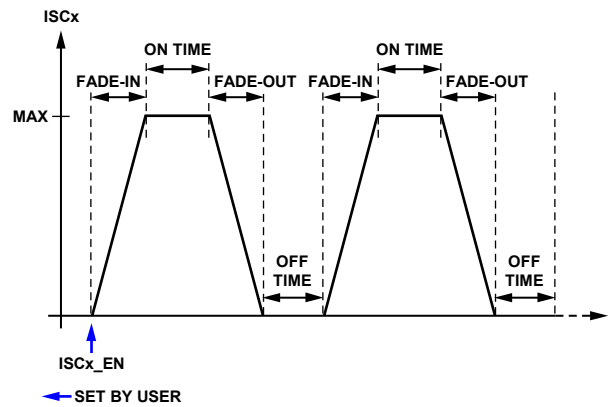 ISCx
ON TIME
ON TIME
FADE-IN
FADE-OUT
FADE-IN
FADE-OUT
MAX
OFF
TIME
OFF
TIME
ISCx_EN
SET BY USER